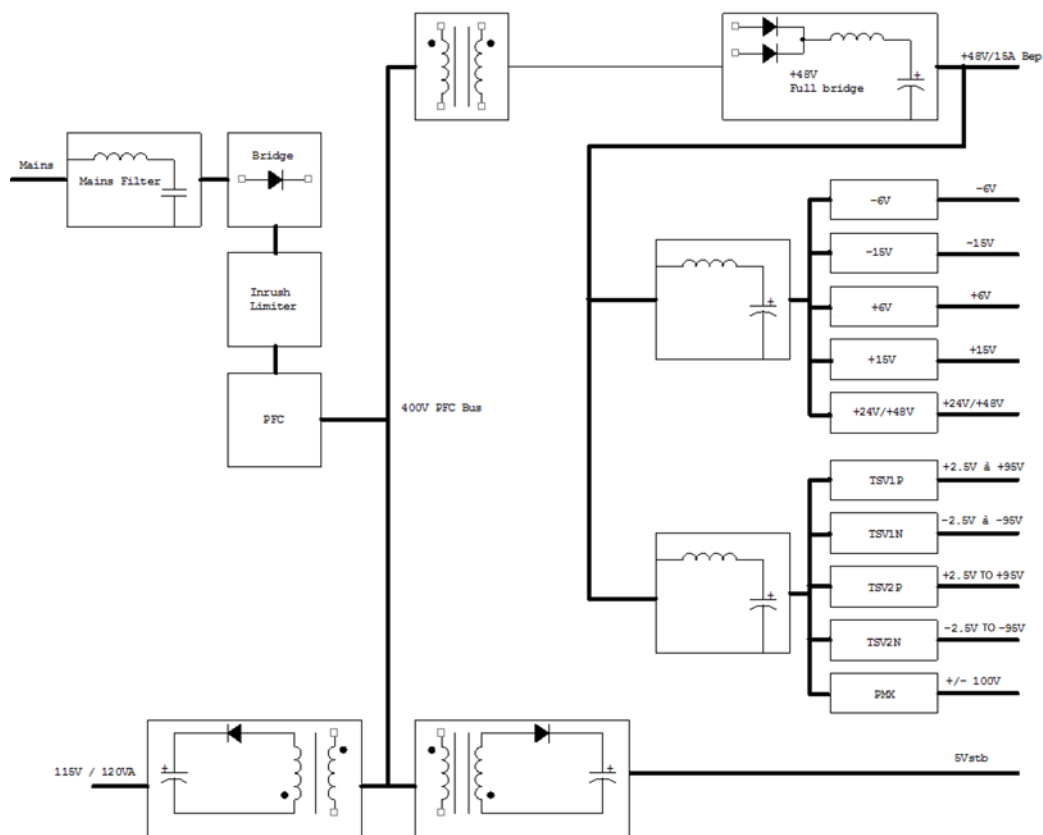 +48V
Full bridge
+48V/15A Bep
Mains
Mains Filter
Bridge
Inrush
Limiter
PFC
400V PFC Bus
-6V
-6V
-15V
-15V
+6V
+6V
+15V
+15V
+24V/+48V
+24V/+48V
TSV1P
+2.5V à +95V
TSV1N
-2.5V à -95V
TSV2P
+2.5V TO +95V
TSV2N
-2.5V TO -95V
PMX
+/- 100V
115V / 120VA
5Vstb